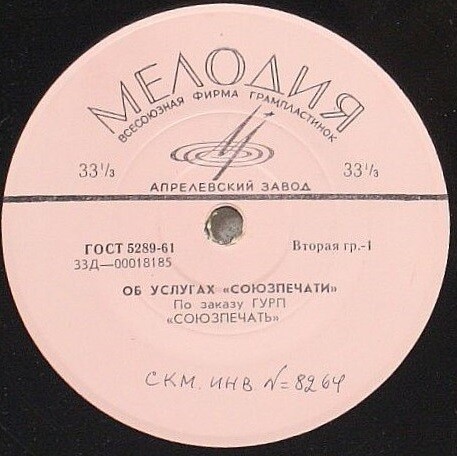 МЕЛОДИЯ
ВСЕСОЮЗНАЯ ФИРМА ГРАМПЛАСТИНОК
33 1/3 33 1/3
АПРЕЛЕВСКИЙ ЗАВОД
ГОСТ 5289-61 Вторая гр.-1
33Д—00018185
ОБ УСЛУГАХ «СОЮЗПЕЧАТИ»
По заказу ГУРП
«СОЮЗПЕЧАТЬ»
СКМ. ИНВ. №=8264